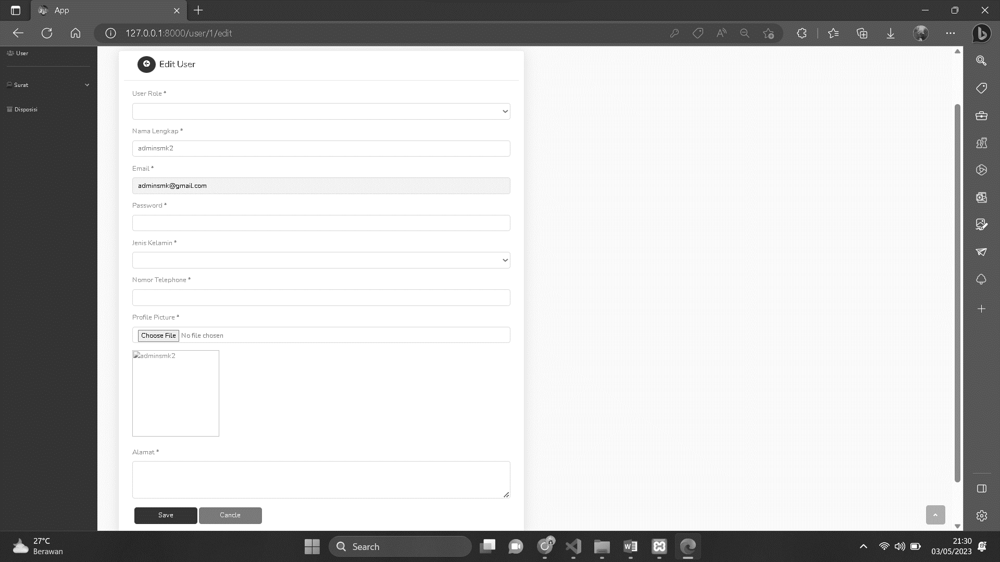 App
127.0.0.1:8000/user/1/edit
User
Surat
Disposisi
Edit User
User Role *
Nama Lengkap *
adminsmk2
Email *
adminsmk@gmail.com
Password *
Jenis Kelamin *
Nomor Telephone *
Profile Picture *
Choose File No file chosen
adminsmk2
Alamat *
Save Cancle
27°C
Berawan
Search
21:30
03/05/2023